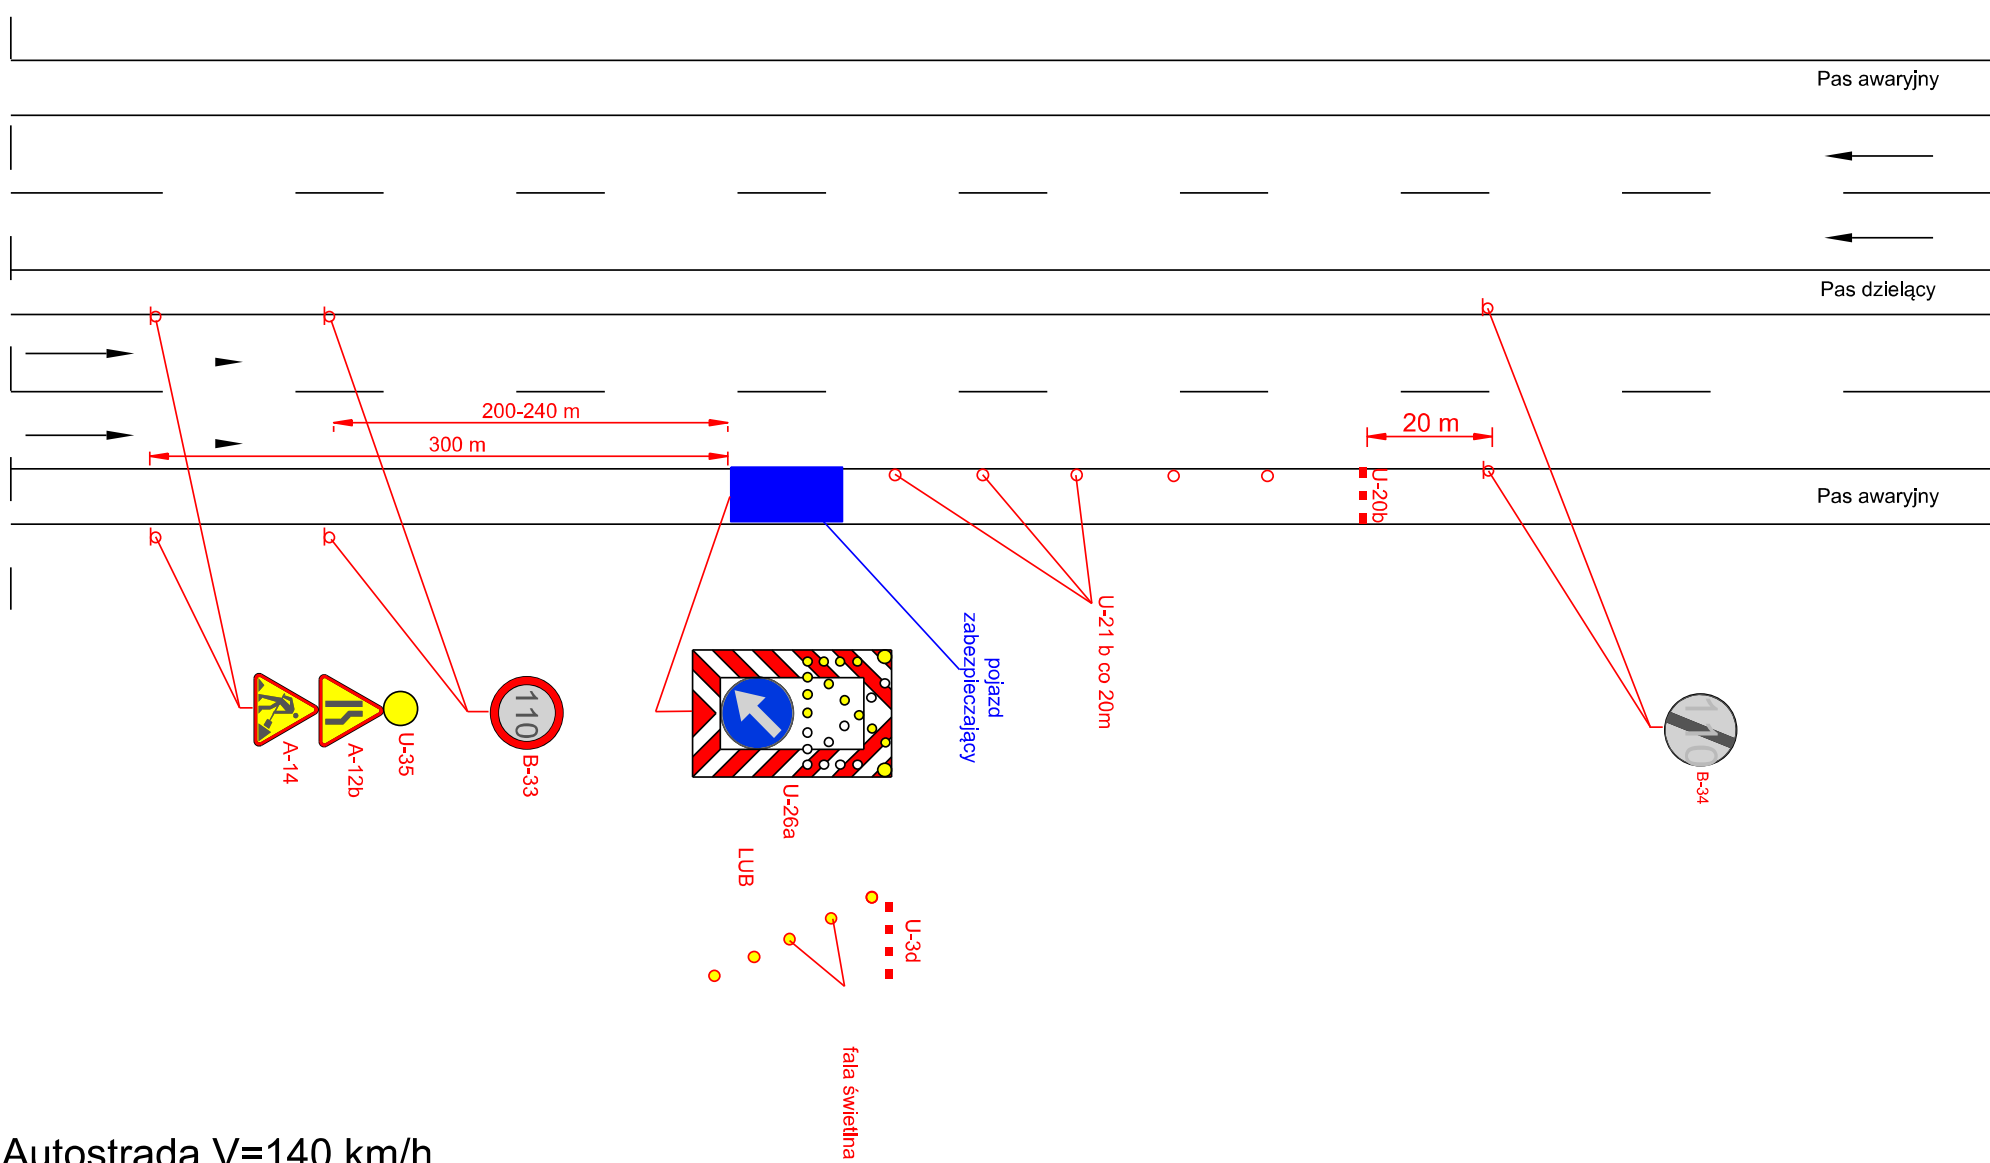 Pas awaryjny
Pas dzielący
200-240 m
20 m
300 m
U-20b
Pas awaryjny
U-21 b co 20m
pojazd
zabezpieczający
110
110
A-14
A-12b
U-35
B-33
B-34
U-26a
LUB
U-3d
fala świetlna
Autostrada V=140 km/h